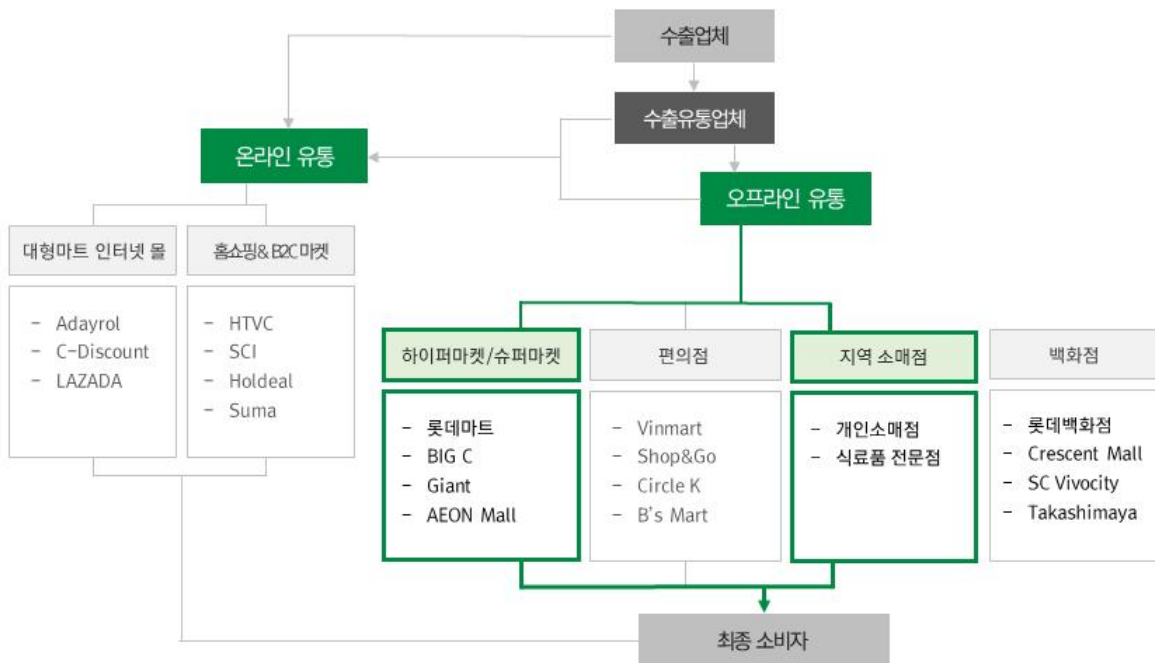 수출업체
수출유통업체
온라인 유통
오프라인 유통
대형마트 인터넷 몰
홈쇼핑& B2C 마켓
- Adayrol
- C-Discount
- LAZADA
- HTVC
- SCI
- Holdeal
- Suma
하이퍼마켓/슈퍼마켓
편의점
지역 소매점
백화점
- 롯데마트
- BIG C
- Giant
- AEON Mall
- Vinmart
- Shop&Go
- Circle K
- B's Mart
- 개인소매점
- 식료품 전문점
- 롯데백화점
- Crescent Mall
- SC Vivocity
- Takashimaya
최종 소비자